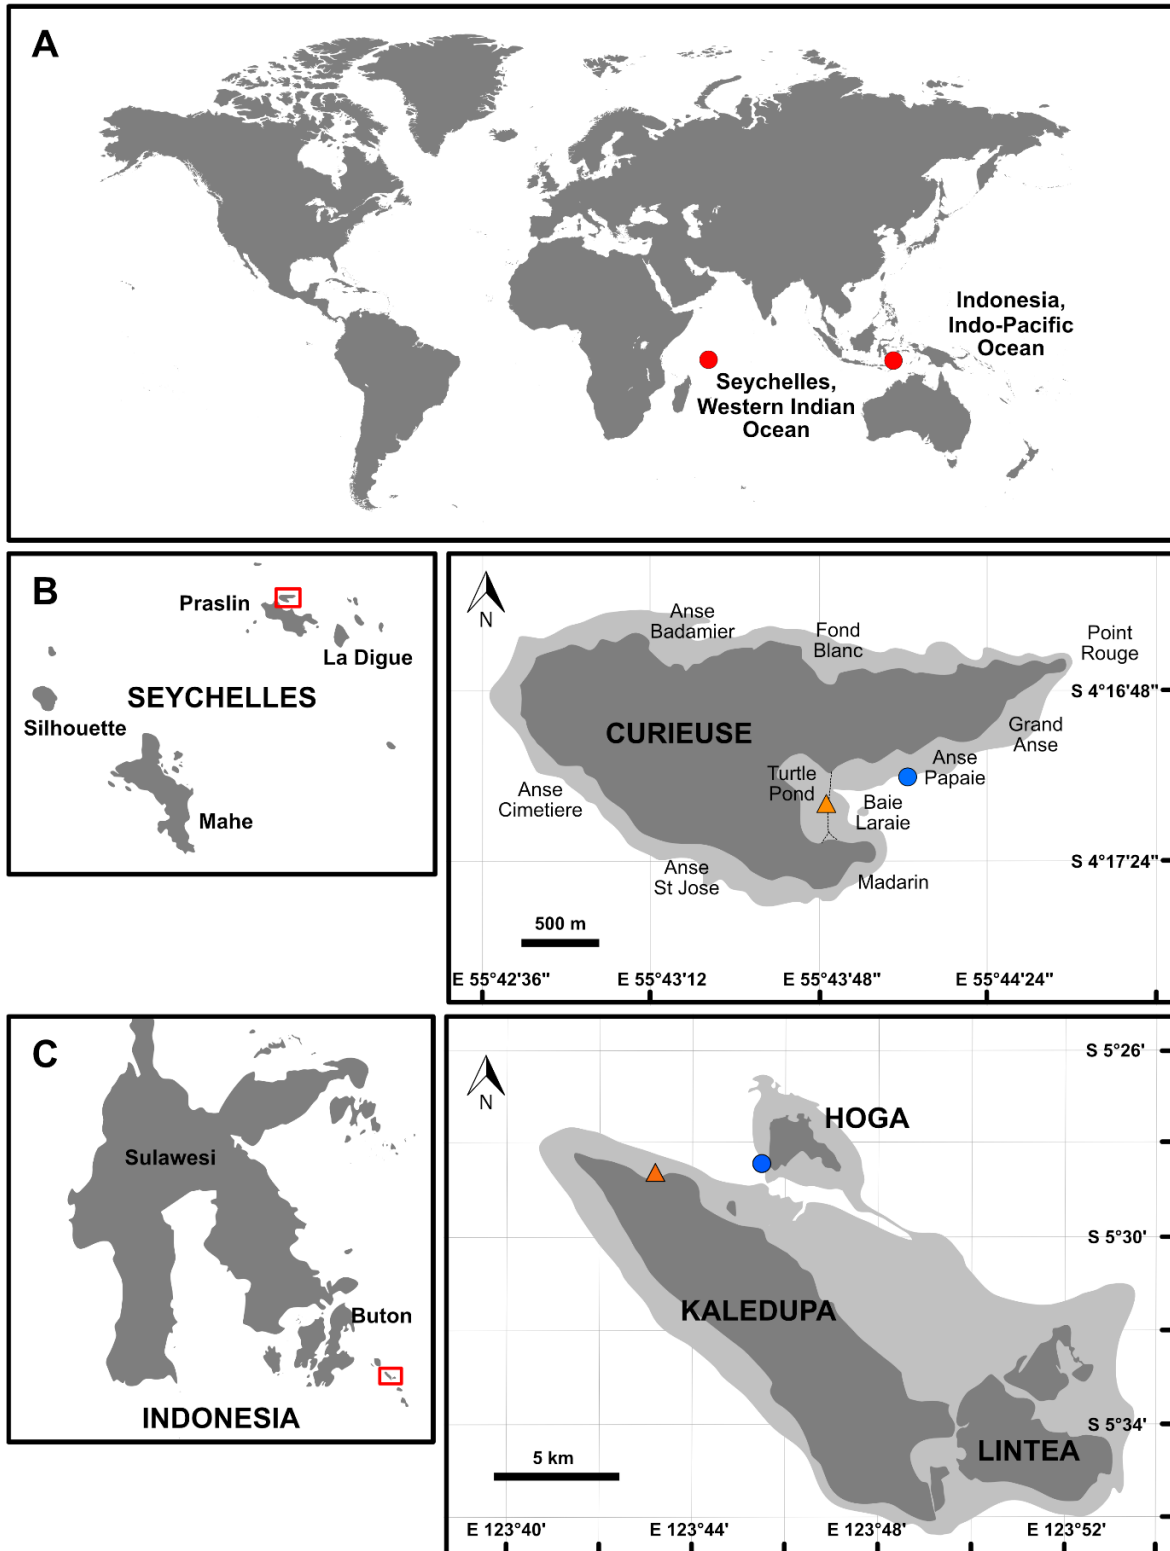 A
Indonesia,
Indo-Pacific
Ocean
Seychelles,
Western Indian
Ocean
B
Praslin
La Digue
SEYCHELLES
Silhouette
Mahe
N
Anse
Badamier
Fond
Blanc
Point
Rouge
S 4°16'48"
CURIEUSE
Grand
Anse
Turtle
Pond
Anse
Papaie
Anse
Cimetiere
Baie
Laraie
S 4°17'24"
Anse
St Jose
Madarin
500 m
E 55°42'36"
E 55°43'12
E 55°43'48"
E 55°44'24"
C
Sulawesi
Buton
INDONESIA
N
S 5°26'
HOGA
S 5°30'
KALEDUPA
S 5°34'
LINTEA
5 km
E 123°40'
E 123°44'
E 123°48'
E 123°52'